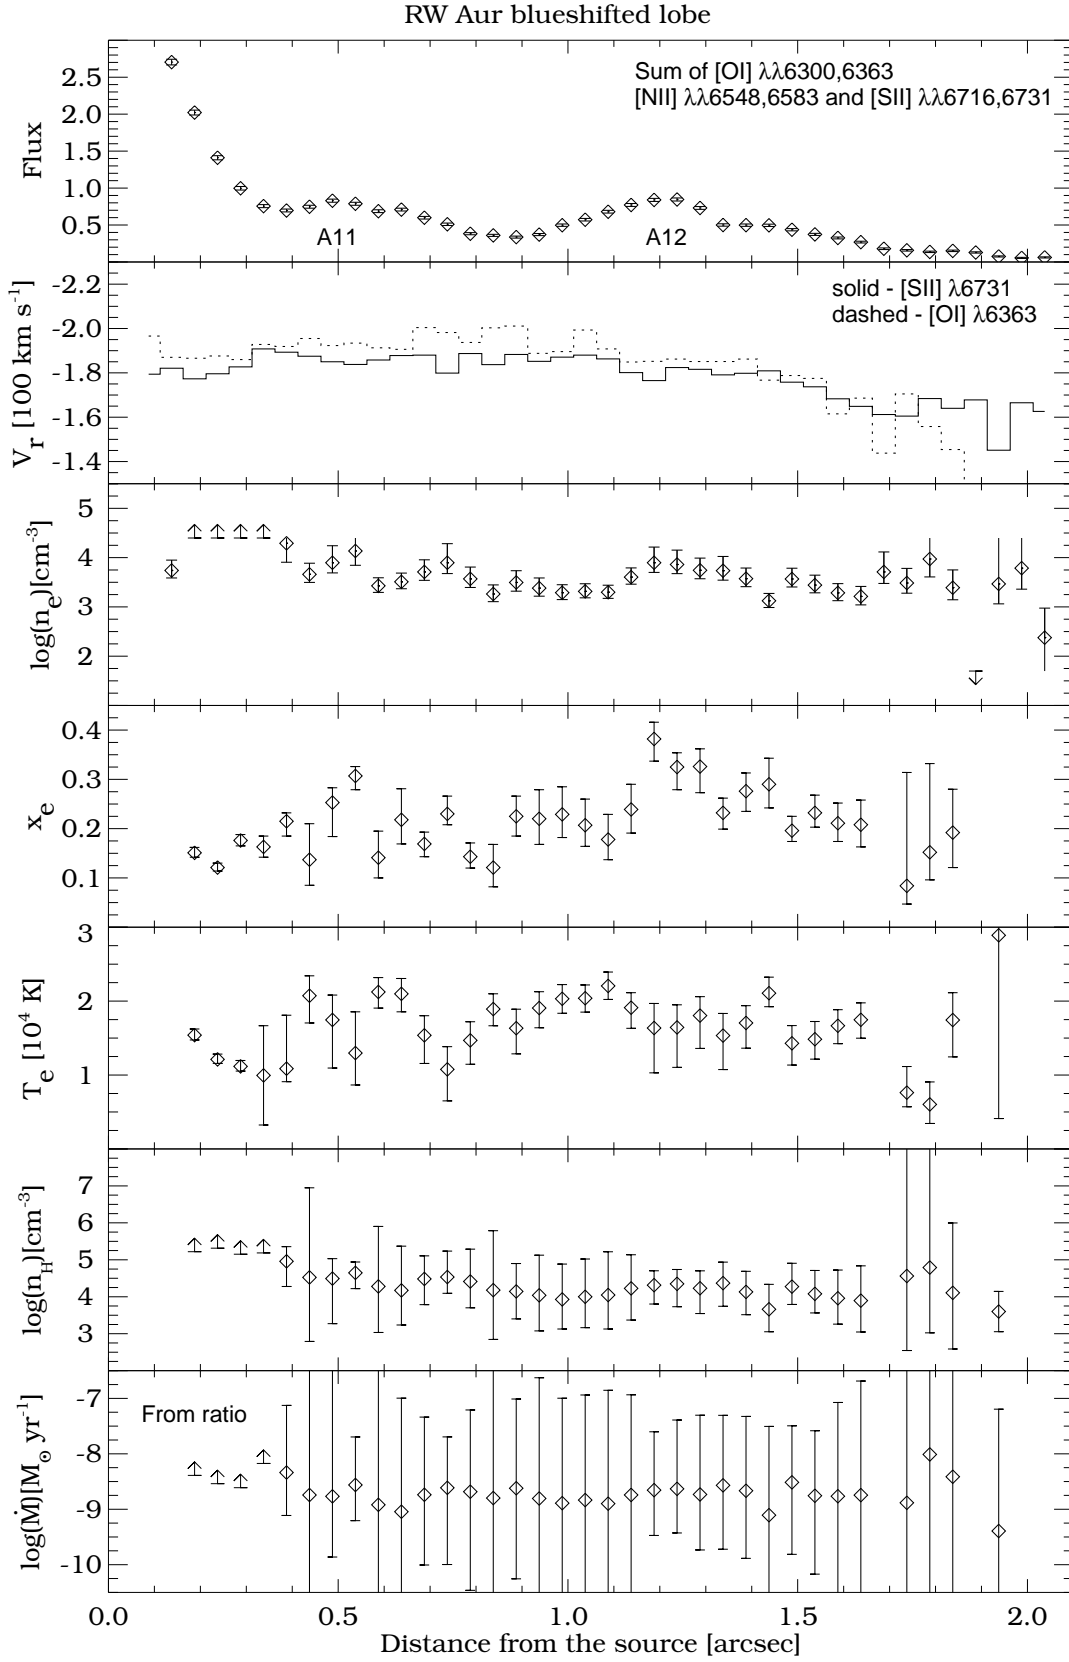 RW Aur blueshifted lobe
Flux
2.5
2.0
1.5
1.0
0.5
Sum of [OI] λλ6300,6363
[NII] λλ6548,6583 and [SII] λλ6716,6731
A11
A12
V_r [100 km s⁻¹]
-2.2
-2.0
-1.8
-1.6
-1.4
solid - [SII] λ6731
dashed - [OI] λ6363
log(n_e)[cm⁻³]
5
4
3
2
x_e
0.4
0.3
0.2
0.1
T_e [10⁴ K]
3
2
1
log(n_H)[cm⁻³]
7
6
5
4
3
log(Ṁ)[M_⊙ yr⁻¹]
-7
-8
-9
-10
From ratio
0.0 0.5 1.0 1.5 2.0
Distance from the source [arcsec]